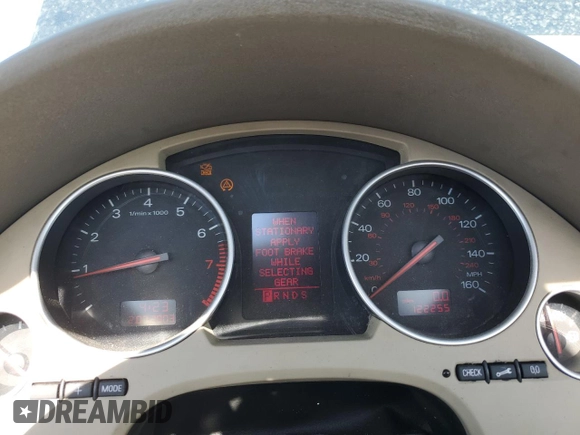 1 2 3 4 5 6 7
1/min x 1000
WHEN
STATIONARY
APPLY
FOOT BRAKE
WHILE
SELECTING
GEAR
P R N D S
20 40 60 80 100 120 140 160
km/h
MPH
MODE
CHECK
0.0
DREAMBID